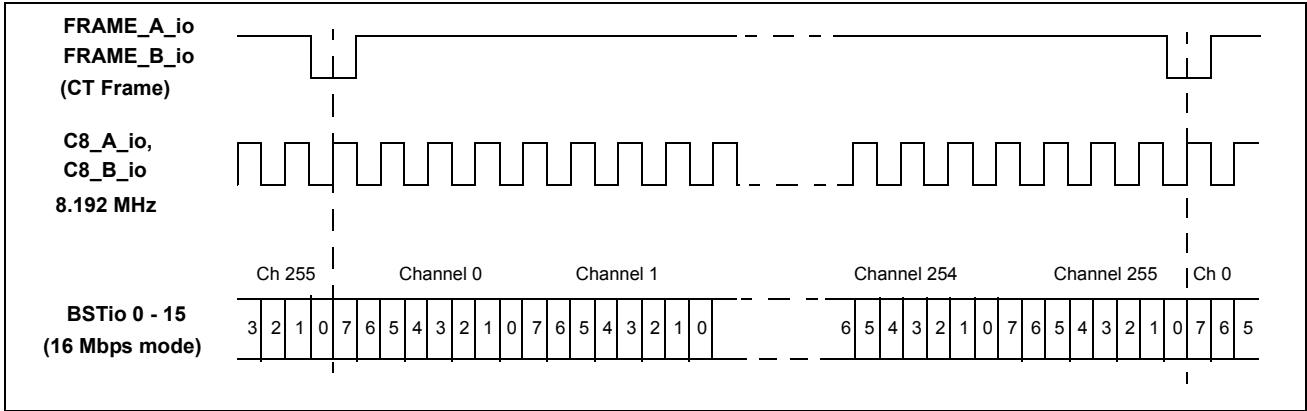 FRAME_A_io
FRAME_B_io
(CT Frame)
C8_A_io,
C8_B_io
8.192 MHz
Ch 255 Channel 0 Channel 1 Channel 254 Channel 255 Ch 0
BSTio 0 - 15
(16 Mbps mode)
3 2 1 0 7 6 5 4 3 2 1 0 7 6 5 4 3 2 1 0 6 5 4 3 2 1 0 7 6 5 4 3 2 1 0 7 6 5